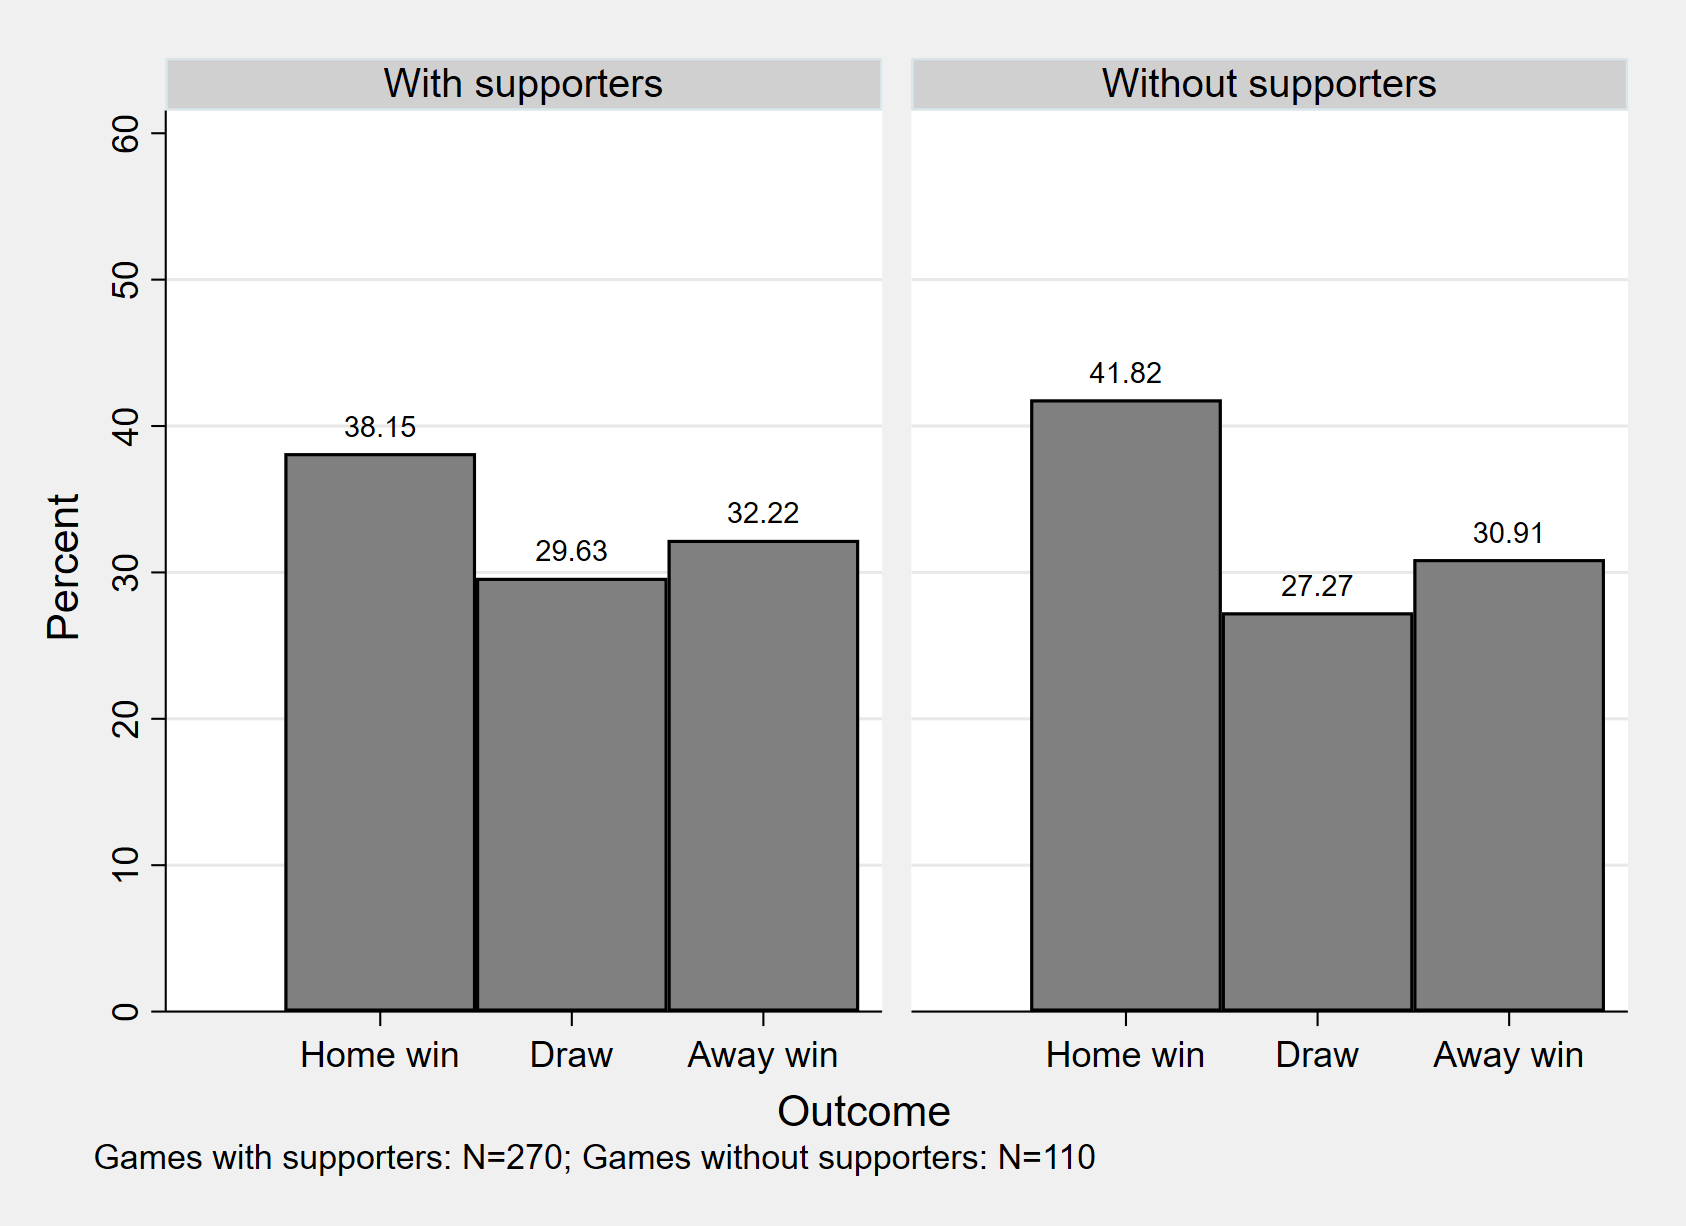 With supporters
Without supporters
Percent
60
50
40
30
20
10
0
38.15
29.63
32.22
41.82
27.27
30.91
Home win Draw Away win
Home win Draw Away win
Outcome
Games with supporters: N=270; Games without supporters: N=110